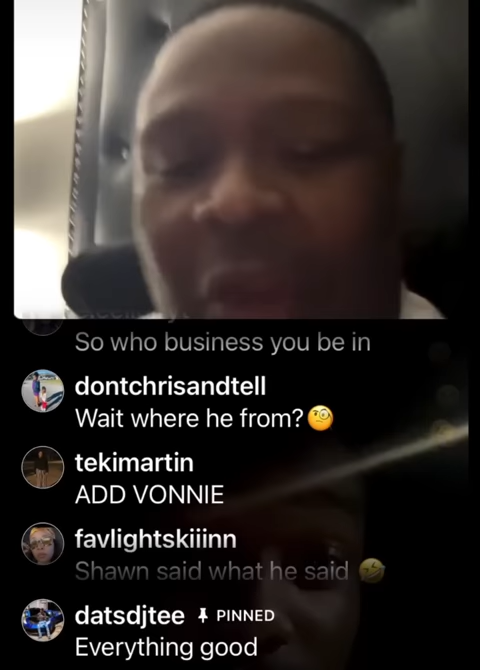 So who business you be in
dontchrisandtell
Wait where he from?🧐
tekimartin
ADD VONNIE
favlightskiiinn
Shawn said what he said 🤣
datsdjtee 📌 PINNED
Everything good